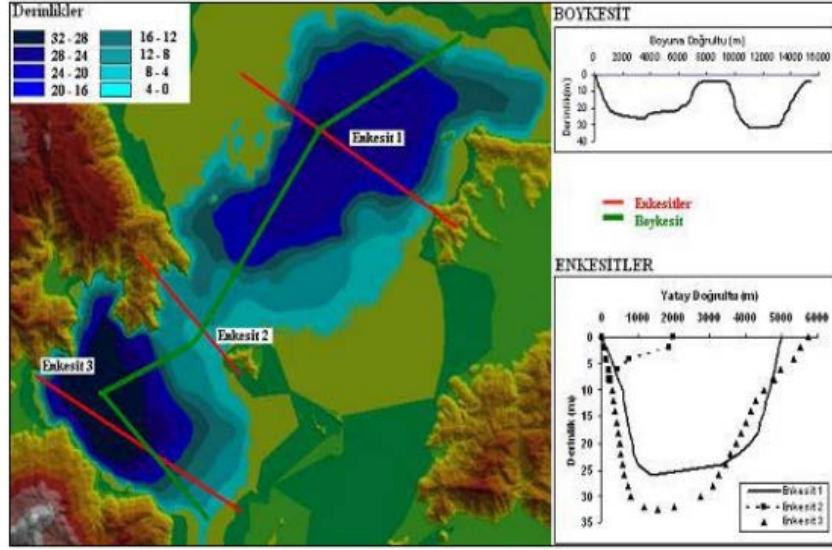 Derinlikler
32 - 28
28 - 24
24 - 20
20 - 16
16 - 12
12 - 8
8 - 4
4 - 0
Enkesit 1
Enkesit 2
Enkesit 3
BOYKESİT
Boyuna Doğrultu (m)
0 2000 4000 6000 8000 10000 12000 14000 16000
Derinlik(m)
0
10
20
30
40
Enkesitler
Boykesit
ENKESİTLER
Yatay Doğrultu (m)
0 1000 2000 3000 4000 5000 6000
Derinlik (m)
0
5
10
15
20
25
30
35
Enkesit 1
Enkesit 2
Enkesit 3